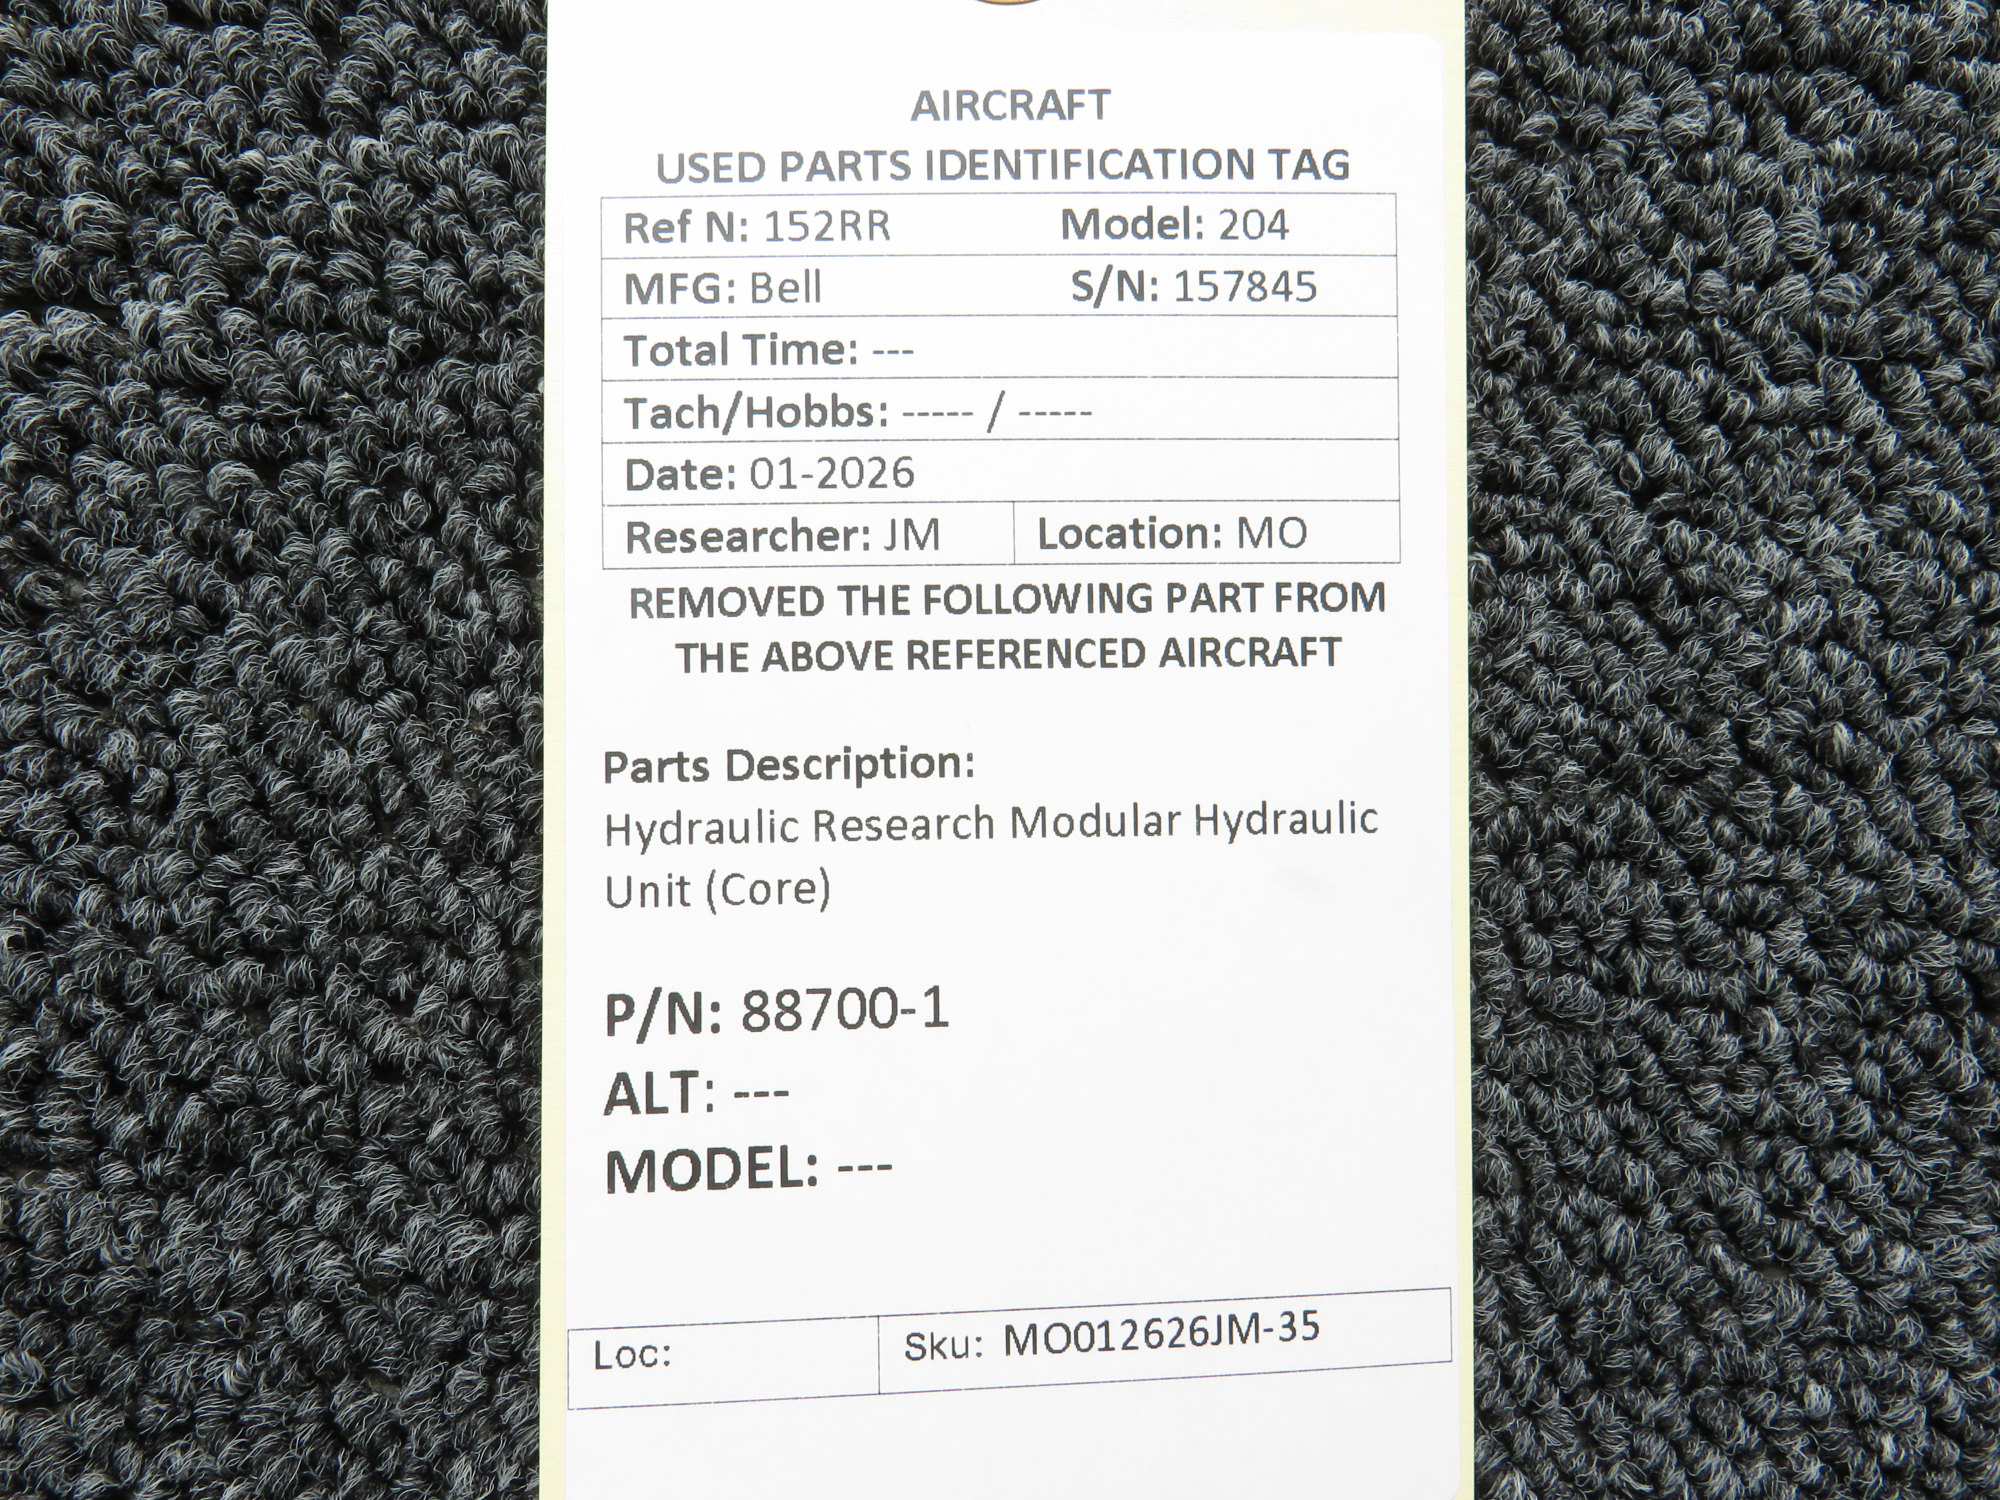 AIRCRAFT
USED PARTS IDENTIFICATION TAG
Ref N: 152RR Model: 204
MFG: Bell S/N: 157845
Total Time: ---
Tach/Hobbs: ----- / -----
Date: 01-2026
Researcher: JM Location: MO
REMOVED THE FOLLOWING PART FROM
THE ABOVE REFERENCED AIRCRAFT
Parts Description:
Hydraulic Research Modular Hydraulic
Unit (Core)
P/N: 88700-1
ALT: ---
MODEL: ---
Loc: Sku: MO012626JM-35